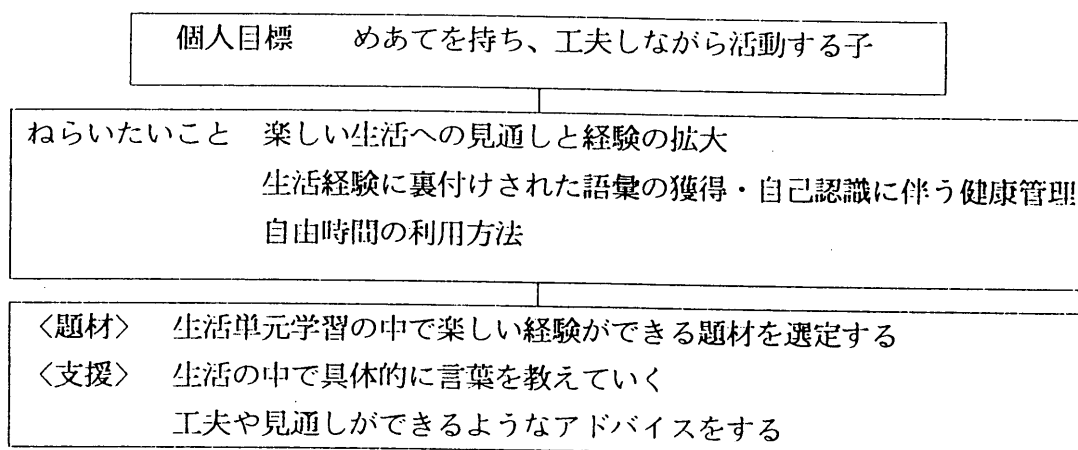 個人目標　めあてを持ち、工夫しながら活動する子
ねらいたいこと　楽しい生活への見通しと経験の拡大
生活経験に裏付けされた語彙の獲得・自己認識に伴う健康管理
自由時間の利用方法
〈題材〉　生活単元学習の中で楽しい経験ができる題材を選定する
〈支援〉　生活の中で具体的に言葉を教えていく
工夫や見通しができるようなアドバイスをする